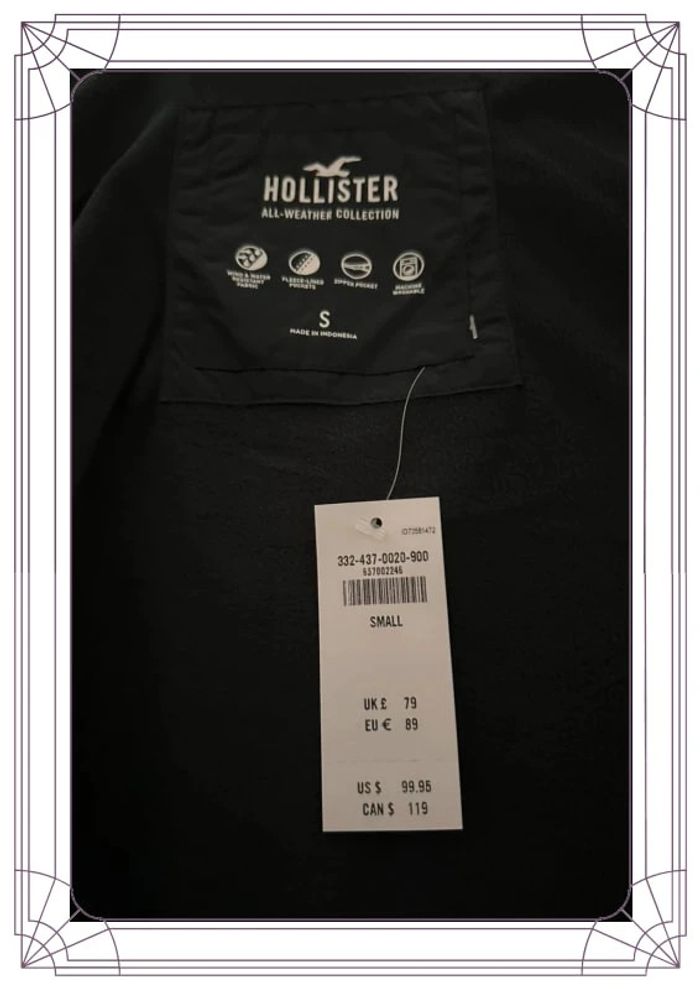 HOLLISTER
ALL-WEATHER COLLECTION
WIND & WATER
RESISTANT
FABRIC
FLEECE-LINED
POCKETS
ZIPPER POCKET
MACHINE
WASHABLE
S
MADE IN INDONESIA
332-437-0020-900
657002246
SMALL
UK £ 79
EU € 89
US $ 99.95
CAN $ 119